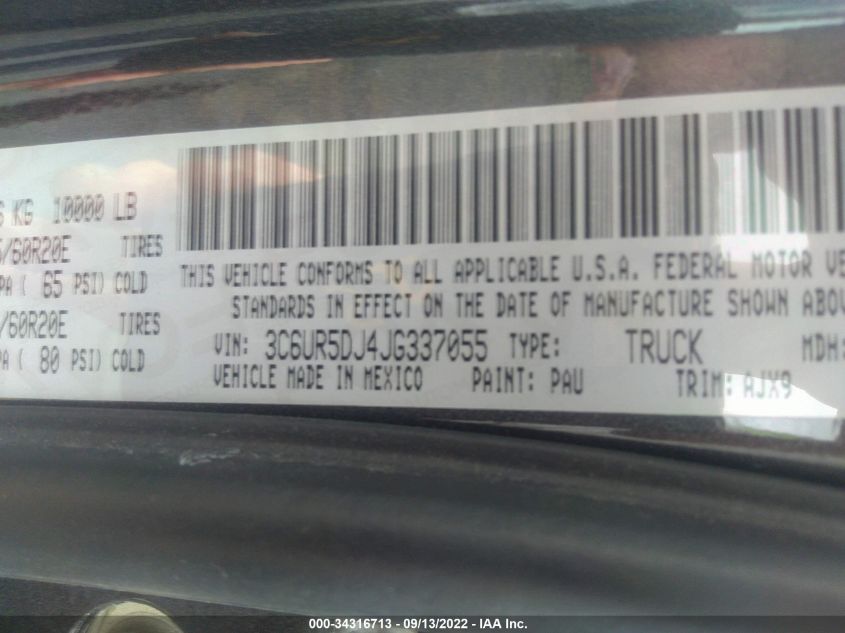 KG 10000 LB
/60R20E TIRES
PA ( 65 PSI) COLD
/60R20E TIRES
PA ( 80 PSI) COLD
THIS VEHICLE CONFORMS TO ALL APPLICABLE U.S.A. FEDERAL MOTOR VE
STANDARDS IN EFFECT ON THE DATE OF MANUFACTURE SHOWN ABOV
VIN: 3C6UR5DJ4JG337055 TYPE: TRUCK MDH:
VEHICLE MADE IN MEXICO PAINT: PAU TRIM: AJX9
000-34316713 - 09/13/2022 - IAA Inc.